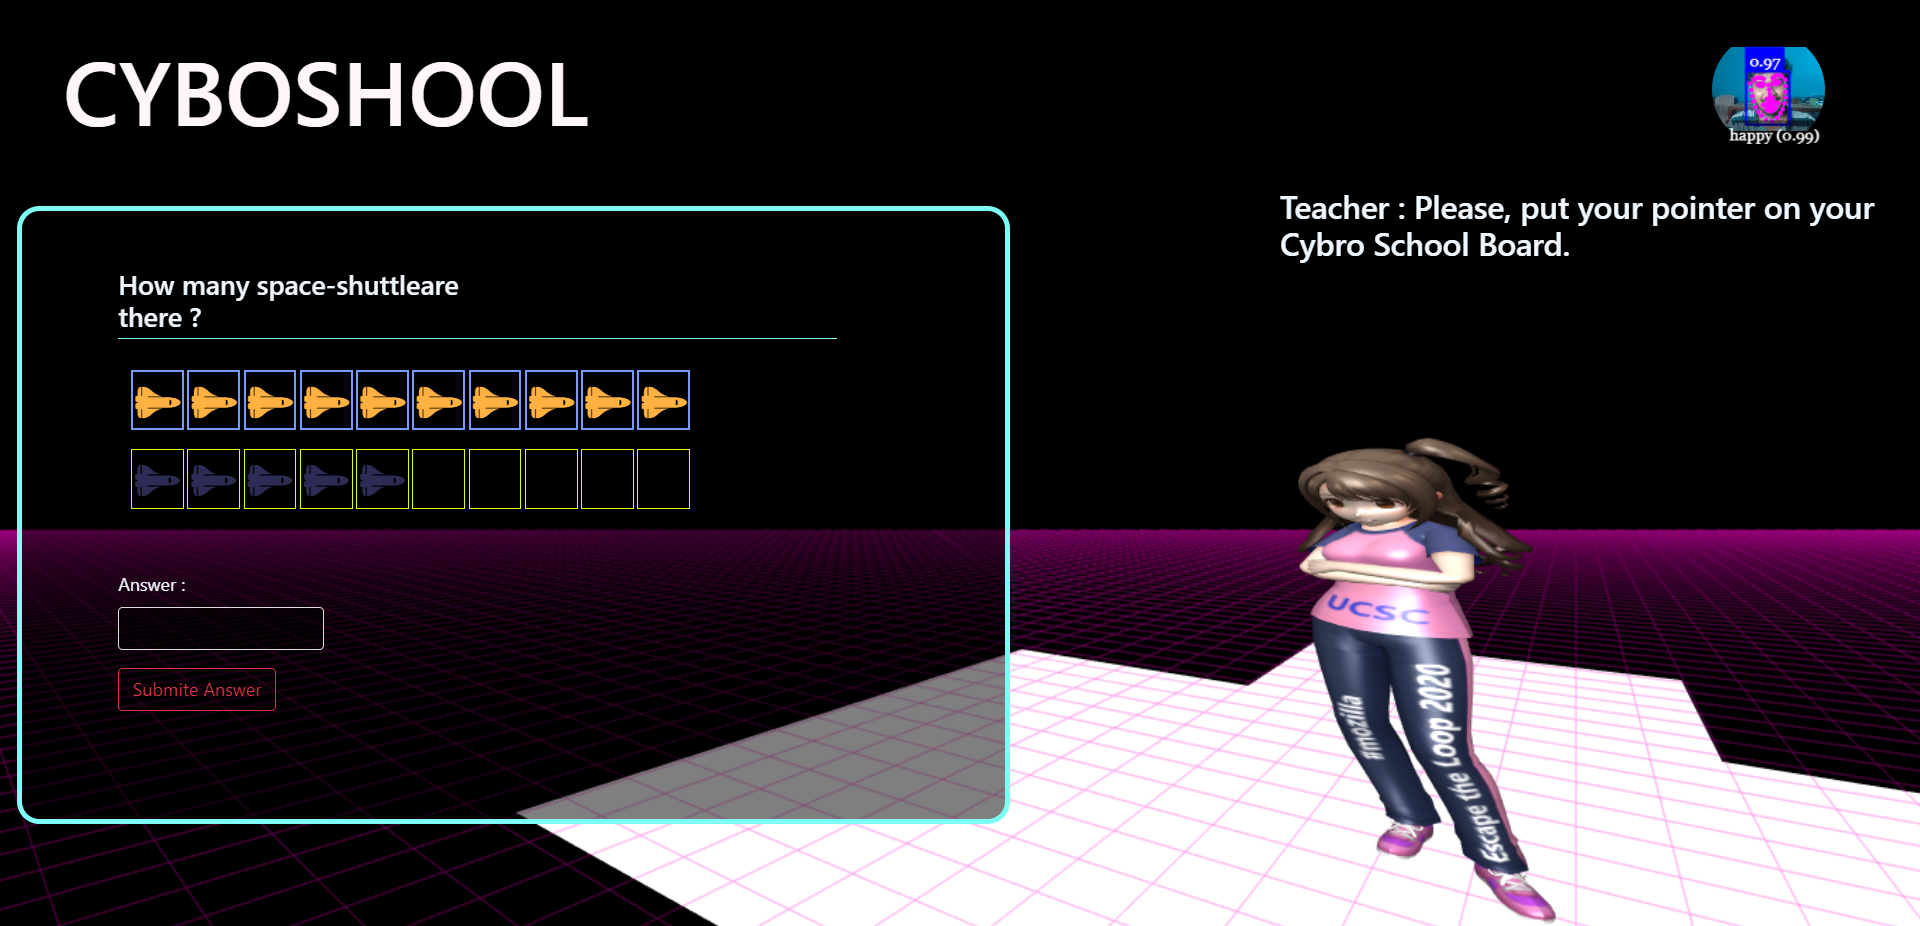 CYBOSHOOL
0.97
happy (0.99)
Teacher : Please, put your pointer on your
Cybro School Board.
How many space-shuttleare
there ?
Answer :
Submite Answer
UCSC
#mozilla
Escape the Loop 2020